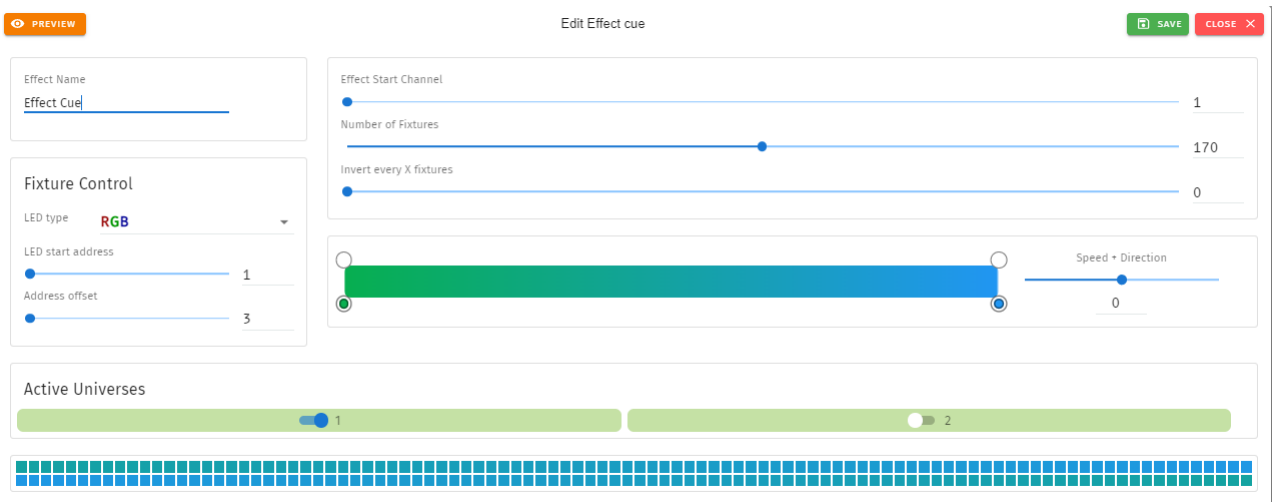 PREVIEW
Edit Effect cue
SAVE
CLOSE
Effect Name
Effect Cue
Fixture Control
LED type
RGB
LED start address
1
Address offset
3
Effect Start Channel
1
Number of Fixtures
170
Invert every X fixtures
0
Speed + Direction
0
Active Universes
1
2